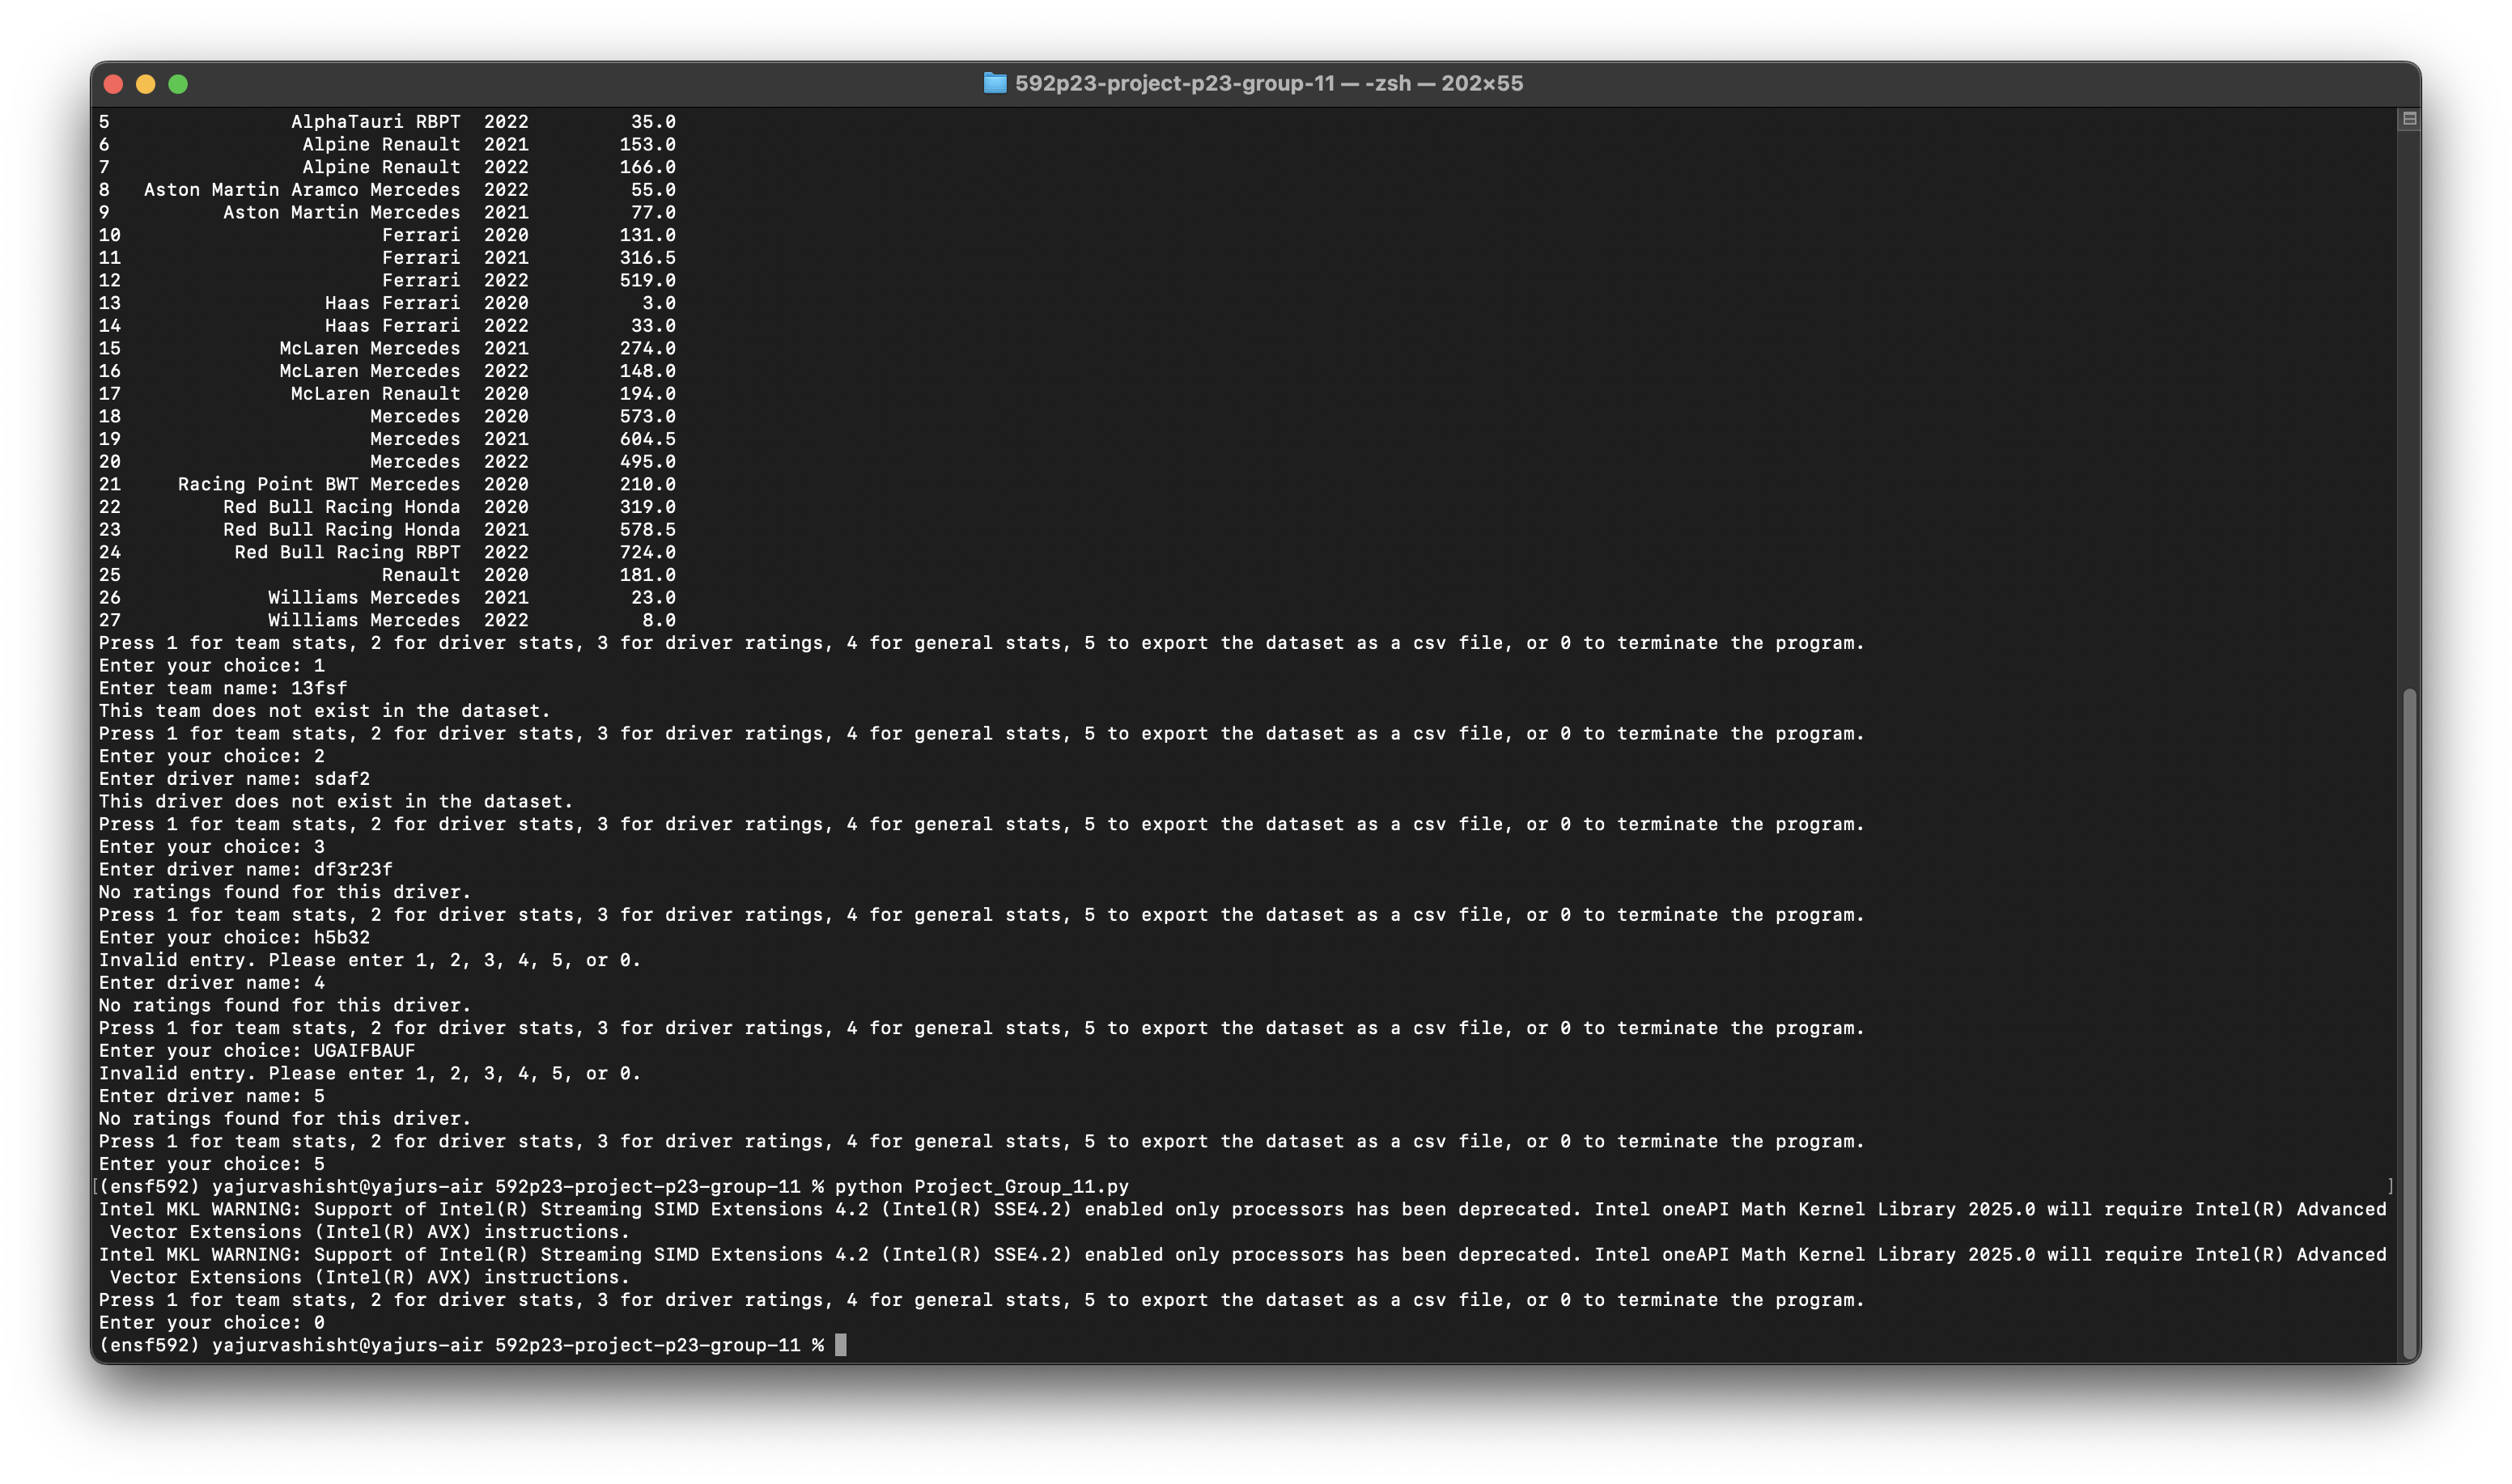 592p23-project-p23-group-11 — -zsh — 202×55
5                AlphaTauri RBPT  2022         35.0
6                 Alpine Renault  2021        153.0
7                 Alpine Renault  2022        166.0
8   Aston Martin Aramco Mercedes  2022         55.0
9          Aston Martin Mercedes  2021         77.0
10                       Ferrari  2020        131.0
11                       Ferrari  2021        316.5
12                       Ferrari  2022        519.0
13                  Haas Ferrari  2020          3.0
14                  Haas Ferrari  2022         33.0
15              McLaren Mercedes  2021        274.0
16              McLaren Mercedes  2022        148.0
17               McLaren Renault  2020        194.0
18                      Mercedes  2020        573.0
19                      Mercedes  2021        604.5
20                      Mercedes  2022        495.0
21     Racing Point BWT Mercedes  2020        210.0
22         Red Bull Racing Honda  2020        319.0
23         Red Bull Racing Honda  2021        578.5
24          Red Bull Racing RBPT  2022        724.0
25                       Renault  2020        181.0
26             Williams Mercedes  2021         23.0
27             Williams Mercedes  2022          8.0
Press 1 for team stats, 2 for driver stats, 3 for driver ratings, 4 for general stats, 5 to export the dataset as a csv file, or 0 to terminate the program.
Enter your choice: 1
Enter team name: 13fsf
This team does not exist in the dataset.
Press 1 for team stats, 2 for driver stats, 3 for driver ratings, 4 for general stats, 5 to export the dataset as a csv file, or 0 to terminate the program.
Enter your choice: 2
Enter driver name: sdaf2
This driver does not exist in the dataset.
Press 1 for team stats, 2 for driver stats, 3 for driver ratings, 4 for general stats, 5 to export the dataset as a csv file, or 0 to terminate the program.
Enter your choice: 3
Enter driver name: df3r23f
No ratings found for this driver.
Press 1 for team stats, 2 for driver stats, 3 for driver ratings, 4 for general stats, 5 to export the dataset as a csv file, or 0 to terminate the program.
Enter your choice: h5b32
Invalid entry. Please enter 1, 2, 3, 4, 5, or 0.
Enter driver name: 4
No ratings found for this driver.
Press 1 for team stats, 2 for driver stats, 3 for driver ratings, 4 for general stats, 5 to export the dataset as a csv file, or 0 to terminate the program.
Enter your choice: UGAIFBAUF
Invalid entry. Please enter 1, 2, 3, 4, 5, or 0.
Enter driver name: 5
No ratings found for this driver.
Press 1 for team stats, 2 for driver stats, 3 for driver ratings, 4 for general stats, 5 to export the dataset as a csv file, or 0 to terminate the program.
Enter your choice: 5
[(ensf592) yajurvashisht@yajurs-air 592p23-project-p23-group-11 % python Project_Group_11.py ]
Intel MKL WARNING: Support of Intel(R) Streaming SIMD Extensions 4.2 (Intel(R) SSE4.2) enabled only processors has been deprecated. Intel oneAPI Math Kernel Library 2025.0 will require Intel(R) Advanced
 Vector Extensions (Intel(R) AVX) instructions.
Intel MKL WARNING: Support of Intel(R) Streaming SIMD Extensions 4.2 (Intel(R) SSE4.2) enabled only processors has been deprecated. Intel oneAPI Math Kernel Library 2025.0 will require Intel(R) Advanced
 Vector Extensions (Intel(R) AVX) instructions.
Press 1 for team stats, 2 for driver stats, 3 for driver ratings, 4 for general stats, 5 to export the dataset as a csv file, or 0 to terminate the program.
Enter your choice: 0
(ensf592) yajurvashisht@yajurs-air 592p23-project-p23-group-11 %